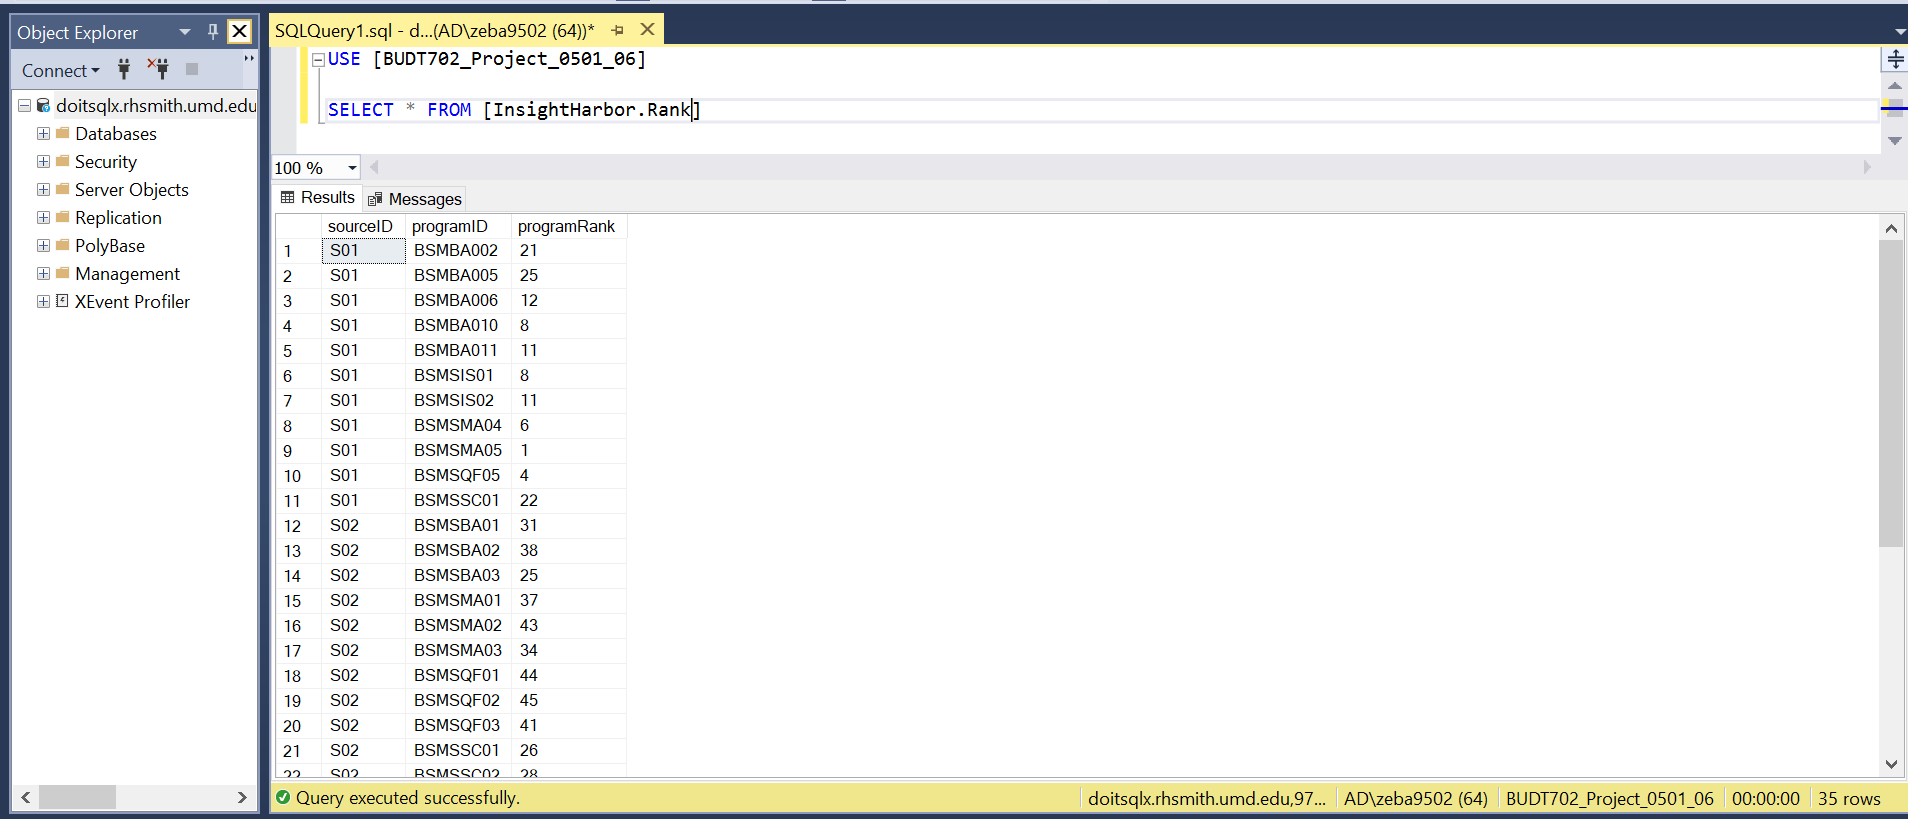 Object Explorer
Connect
doitsqlx.rhsmith.umd.edu
Databases
Security
Server Objects
Replication
PolyBase
Management
XEvent Profiler
SQLQuery1.sql - d...(AD\zeba9502 (64))*
USE [BUDT702_Project_0501_06]
SELECT * FROM [InsightHarbor.Rank]
100 %
Results Messages
sourceID programID programRank
1 S01 BSMBA002 21
2 S01 BSMBA005 25
3 S01 BSMBA006 12
4 S01 BSMBA010 8
5 S01 BSMBA011 11
6 S01 BSMSIS01 8
7 S01 BSMSIS02 11
8 S01 BSMSMA04 6
9 S01 BSMSMA05 1
10 S01 BSMSQF05 4
11 S01 BSMSSC01 22
12 S02 BSMSBA01 31
13 S02 BSMSBA02 38
14 S02 BSMSBA03 25
15 S02 BSMSMA01 37
16 S02 BSMSMA02 43
17 S02 BSMSMA03 34
18 S02 BSMSQF01 44
19 S02 BSMSQF02 45
20 S02 BSMSQF03 41
21 S02 BSMSSC01 26
22 S02 BSMSSC02 28
Query executed successfully.
doitsqlx.rhsmith.umd.edu,97... AD\zeba9502 (64) BUDT702_Project_0501_06 00:00:00 35 rows